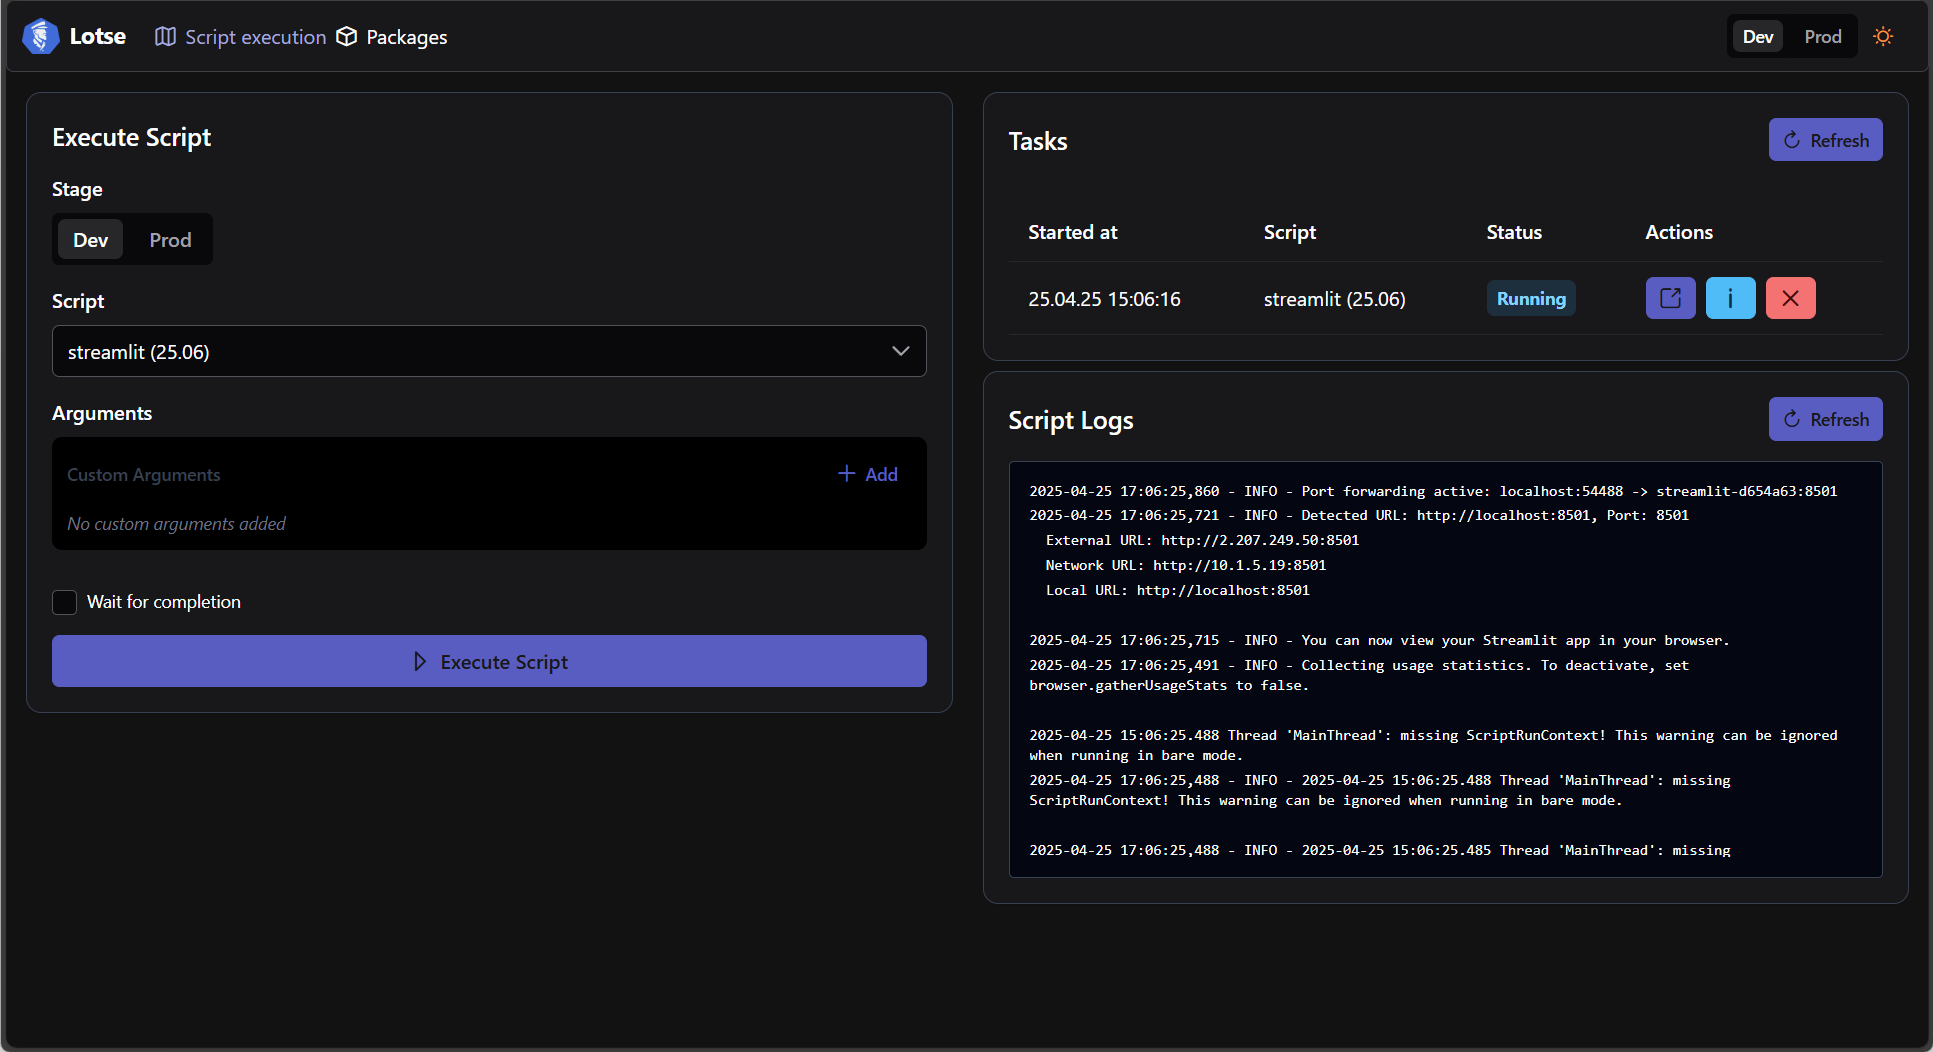 Lotse
Script execution
Packages
Dev
Prod
Execute Script
Stage
Dev
Prod
Script
streamlit (25.06)
Arguments
Custom Arguments
Add
No custom arguments added
Wait for completion
Execute Script
Tasks
Refresh
Started at
Script
Status
Actions
25.04.25 15:06:16
streamlit (25.06)
Running
Script Logs
Refresh
2025-04-25 17:06:25,860 - INFO - Port forwarding active: localhost:54488 -> streamlit-d654a63:8501
2025-04-25 17:06:25,721 - INFO - Detected URL: http://localhost:8501, Port: 8501
External URL: http://2.207.249.50:8501
Network URL: http://10.1.5.19:8501
Local URL: http://localhost:8501
2025-04-25 17:06:25,715 - INFO - You can now view your Streamlit app in your browser.
2025-04-25 17:06:25,491 - INFO - Collecting usage statistics. To deactivate, set
browser.gatherUsageStats to false.
2025-04-25 15:06:25.488 Thread 'MainThread': missing ScriptRunContext! This warning can be ignored
when running in bare mode.
2025-04-25 17:06:25,488 - INFO - 2025-04-25 15:06:25.488 Thread 'MainThread': missing
ScriptRunContext! This warning can be ignored when running in bare mode.
2025-04-25 17:06:25,488 - INFO - 2025-04-25 15:06:25.485 Thread 'MainThread': missing